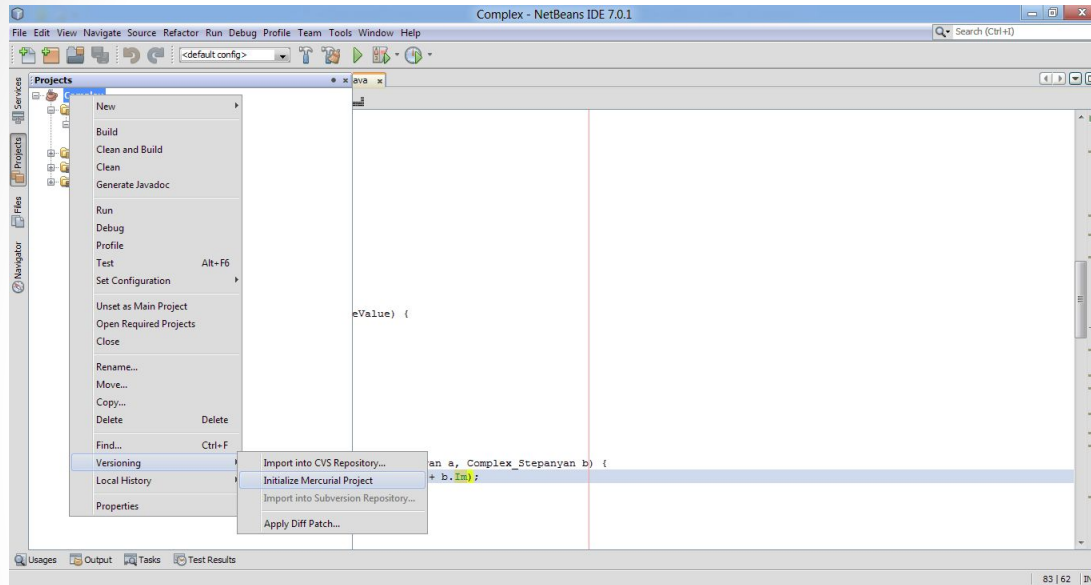 Complex - NetBeans IDE 7.0.1
File Edit View Navigate Source Refactor Run Debug Profile Team Tools Window Help
Search (Ctrl+I)
<default config>
Services
Projects
Files
Navigator
Projects
ava
New
Build
Clean and Build
Clean
Generate Javadoc
Run
Debug
Profile
Test Alt+F6
Set Configuration
Unset as Main Project
Open Required Projects
Close
Rename...
Move...
Copy...
Delete Delete
Find... Ctrl+F
Versioning
Local History
Properties
Import into CVS Repository...
Initialize Mercurial Project
Import into Subversion Repository...
Apply Diff Patch...
eValue) {
an a, Complex_Stepanyan b) {
+ b.Im);
Usages Output Tasks Test Results
83 | 62